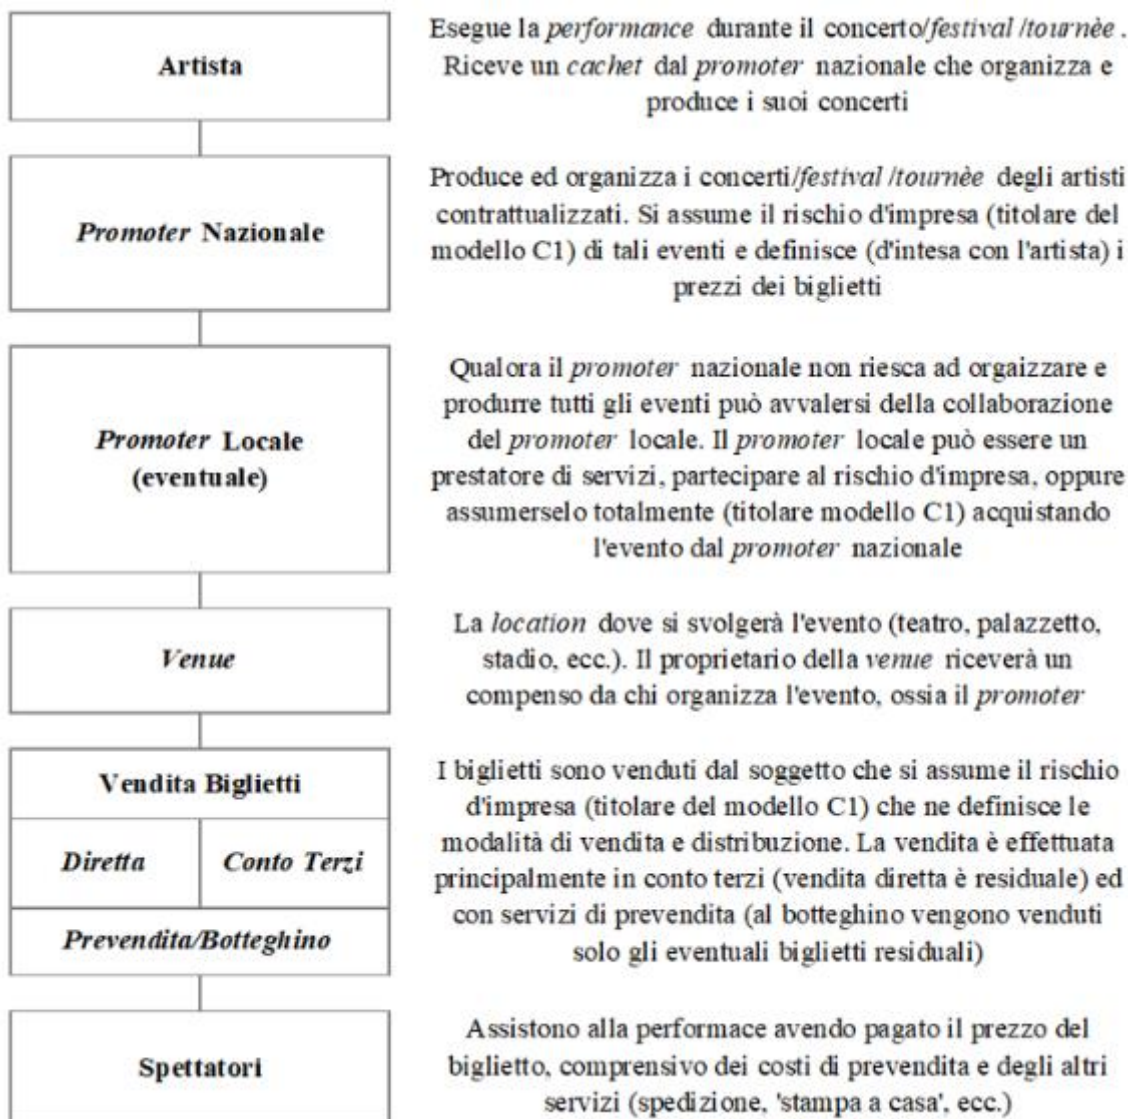 Artista
Esegue la performance durante il concerto/festival/tournèe.
Riceve un cachet dal promoter nazionale che organizza e
produce i suoi concerti
Promoter Nazionale
Produce ed organizza i concerti/festival/tournèe degli artisti
contrattualizzati. Si assume il rischio d'impresa (titolare del
modello C1) di tali eventi e definisce (d'intesa con l'artista) i
prezzi dei biglietti
Promoter Locale
(eventuale)
Qualora il promoter nazionale non riesca ad orgaizzare e
produrre tutti gli eventi può avvalersi della collaborazione
del promoter locale. Il promoter locale può essere un
prestatore di servizi, partecipare al rischio d'impresa, oppure
assumerselo totalmente (titolare modello C1) acquistando
l'evento dal promoter nazionale
Venue
La location dove si svolgerà l'evento (teatro, palazzetto,
stadio, ecc.). Il proprietario della venue riceverà un
compenso da chi organizza l'evento, ossia il promoter
Vendita Biglietti
Diretta
Conto Terzi
Prevendita/Botteghino
I biglietti sono venduti dal soggetto che si assume il rischio
d'impresa (titolare del modello C1) che ne definisce le
modalità di vendita e distribuzione. La vendita è effettuata
principalmente in conto terzi (vendita diretta è residuale) ed
con servizi di prevendita (al botteghino vengono venduti
solo gli eventuali biglietti residuali)
Spettatori
Assistono alla performace avendo pagato il prezzo del
biglietto, comprensivo dei costi di prevendita e degli altri
servizi (spedizione, 'stampa a casa', ecc.)